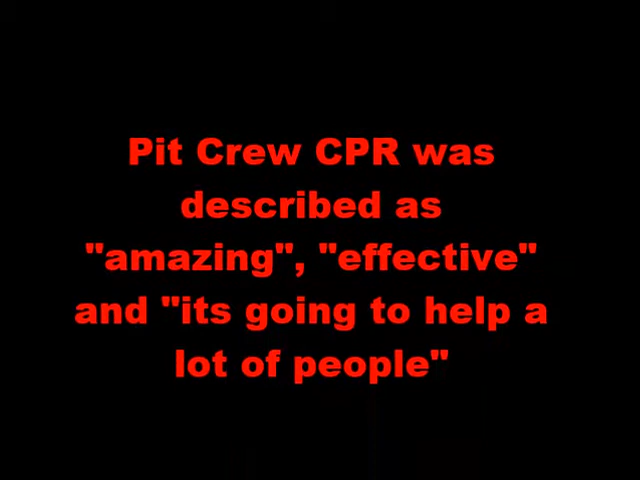 Pit Crew CPR was
described as
"amazing", "effective"
and "its going to help a
lot of people"